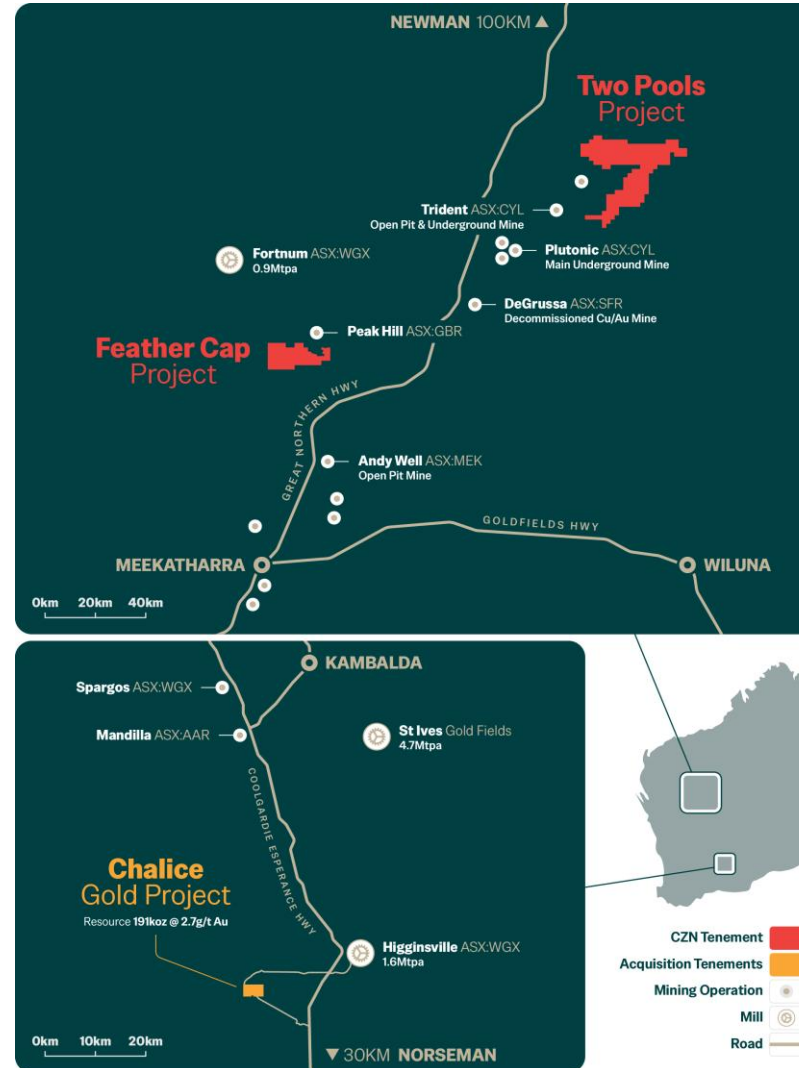 NEWMAN 100KM ▲
Two Pools
Project
Trident ASX:CYL
Open Pit & Underground Mine
Fortnum ASX:WGX
0.9Mtpa
Plutonic ASX:CYL
Main Underground Mine
DeGrussa ASX:SFR
Decommissioned Cu/Au Mine
Peak Hill ASX:GBR
Feather Cap
Project
GREAT NORTHERN HWY
Andy Well ASX:MEK
Open Pit Mine
GOLDFIELDS HWY
MEEKATHARRA
WILUNA
0km 20km 40km
KAMBALDA
Spargos ASX:WGX
Mandilla ASX:AAR
St Ives Gold Fields
4.7Mtpa
COOLGARDIE ESPERANCE HWY
Chalice
Gold Project
Resource 191koz @ 2.7g/t Au
Higginsville ASX:WGX
1.6Mtpa
0km 10km 20km
▼ 30KM NORSEMAN
CZN Tenement
Acquisition Tenements
Mining Operation
Mill
Road